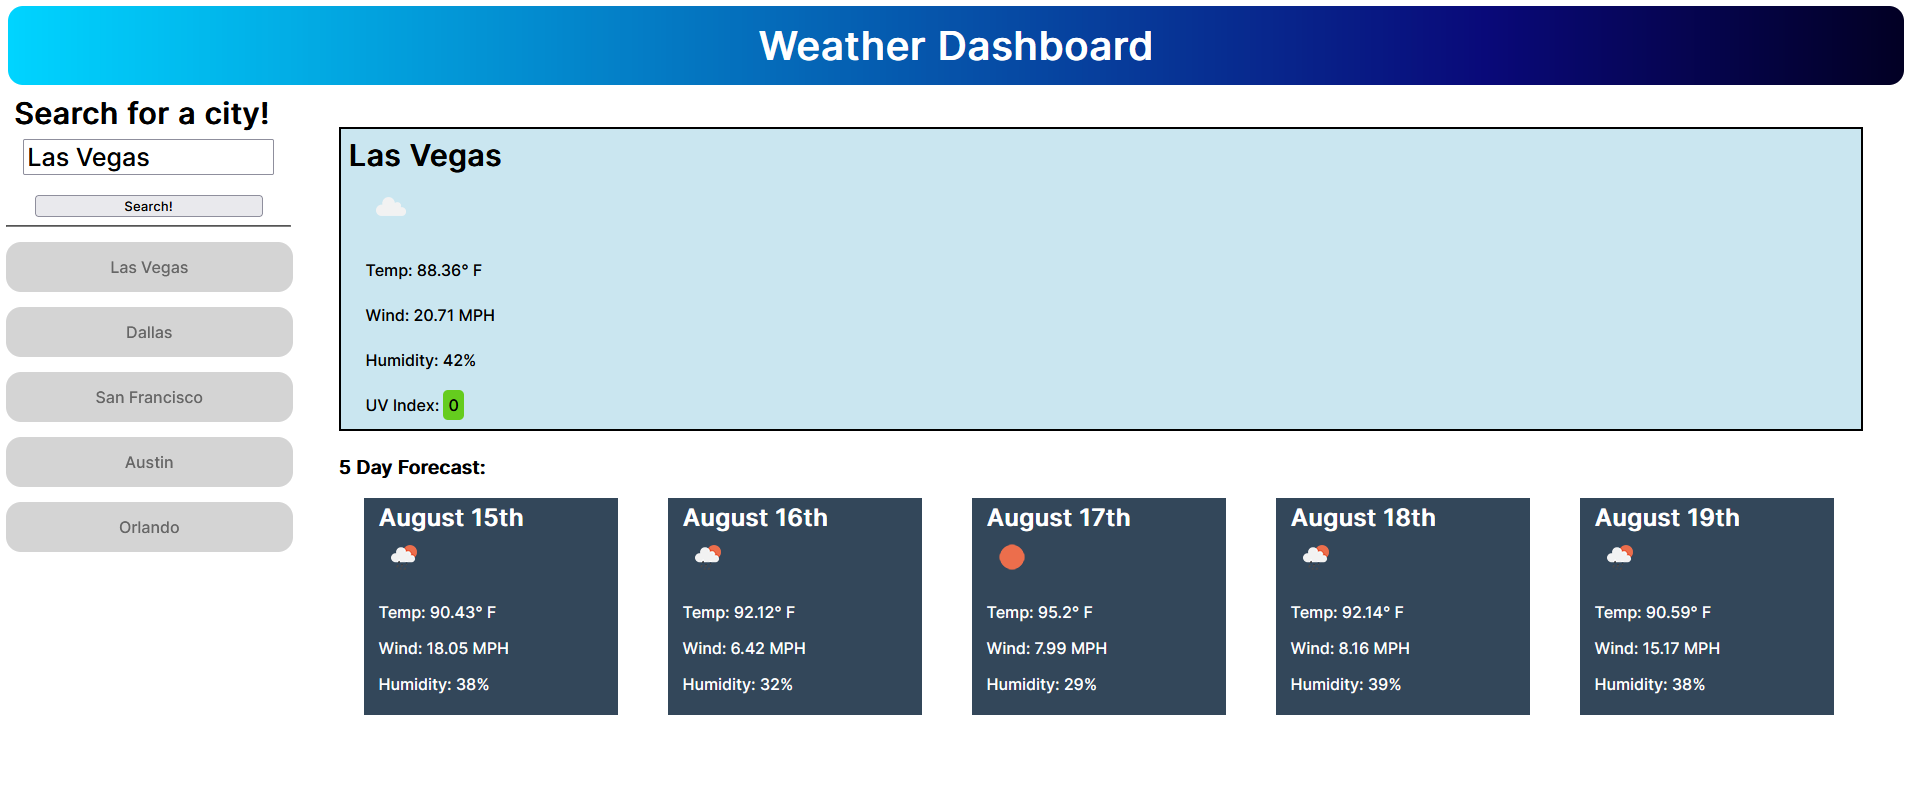 Weather Dashboard
Search for a city!
Las Vegas
Search!
Las Vegas
Dallas
San Francisco
Austin
Orlando
Las Vegas
Temp: 88.36° F
Wind: 20.71 MPH
Humidity: 42%
UV Index: 0
5 Day Forecast:
August 15th
Temp: 90.43° F
Wind: 18.05 MPH
Humidity: 38%
August 16th
Temp: 92.12° F
Wind: 6.42 MPH
Humidity: 32%
August 17th
Temp: 95.2° F
Wind: 7.99 MPH
Humidity: 29%
August 18th
Temp: 92.14° F
Wind: 8.16 MPH
Humidity: 39%
August 19th
Temp: 90.59° F
Wind: 15.17 MPH
Humidity: 38%